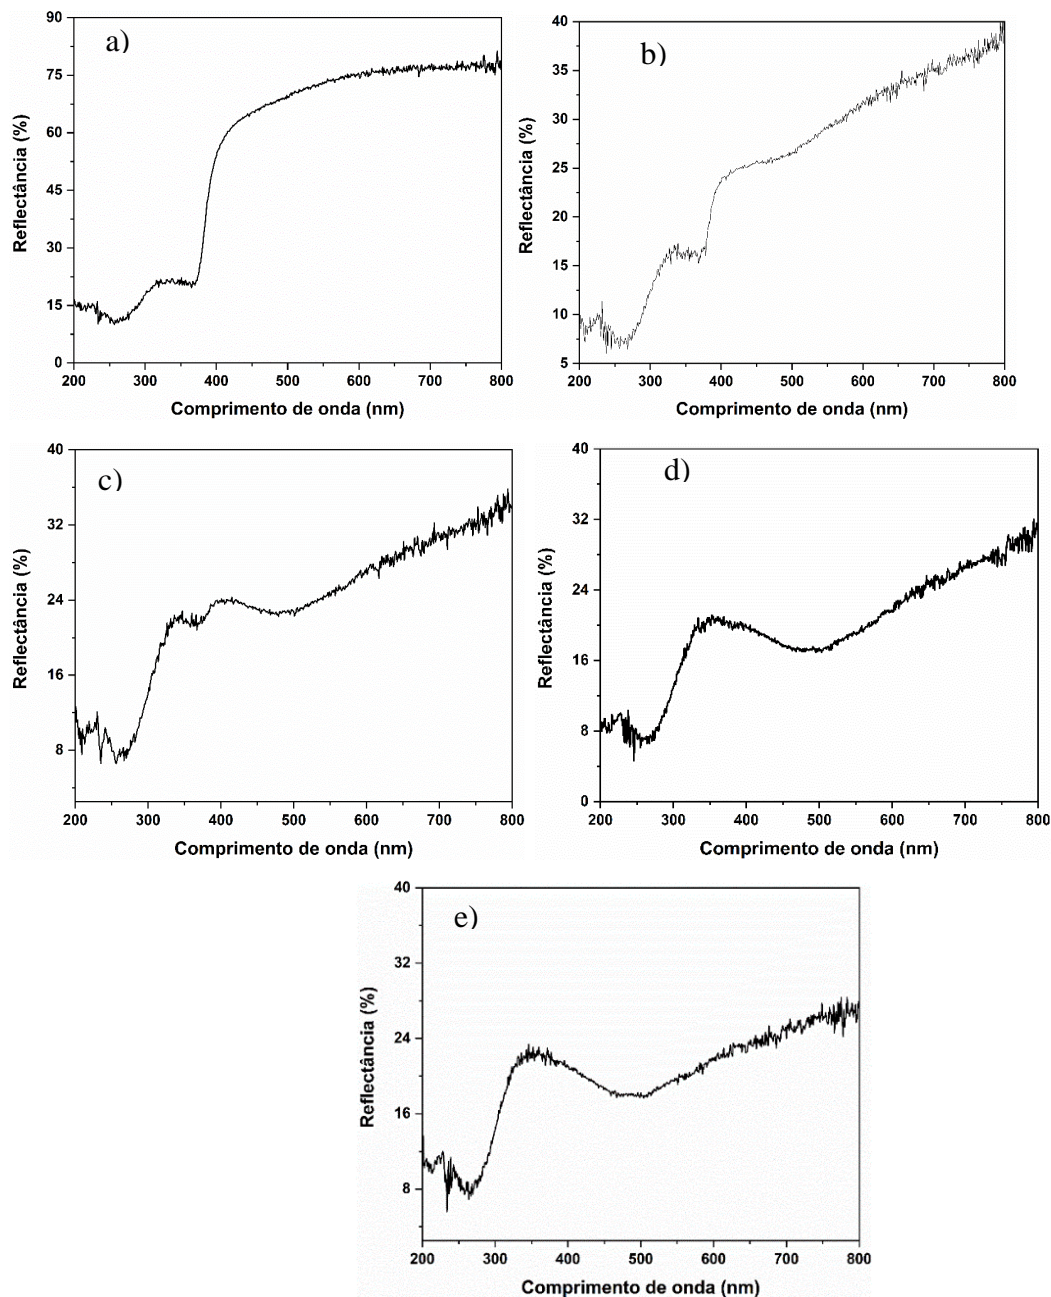 a)
Reflectância (%)
90
75
60
45
30
15
0
200 300 400 500 600 700 800
Comprimento de onda (nm)
b)
Reflectância (%)
40
35
30
25
20
15
10
5
200 300 400 500 600 700 800
Comprimento de onda (nm)
c)
Reflectância (%)
40
32
24
16
8
200 300 400 500 600 700 800
Comprimento de onda (nm)
d)
Reflectância (%)
40
32
24
16
8
0
200 300 400 500 600 700 800
Comprimento de onda (nm)
e)
Reflectância (%)
40
32
24
16
8
200 300 400 500 600 700 800
Comprimento de onda (nm)